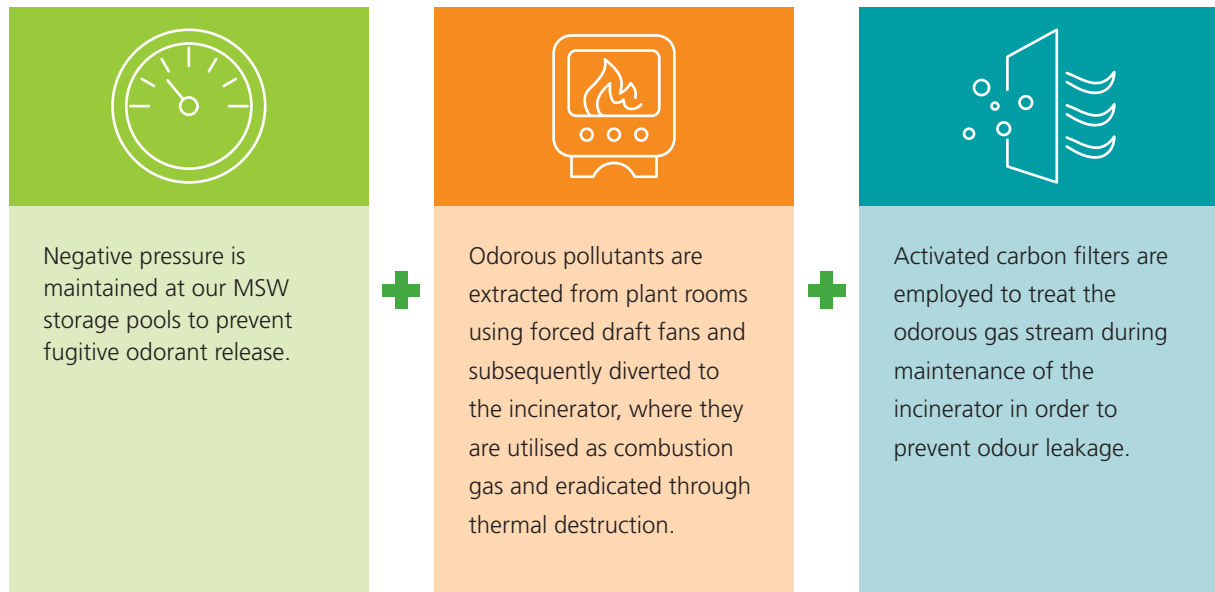 Negative pressure is
maintained at our MSW
storage pools to prevent
fugitive odorant release.
Odorous pollutants are
extracted from plant rooms
using forced draft fans and
subsequently diverted to
the incinerator, where they
are utilised as combustion
gas and eradicated through
thermal destruction.
Activated carbon filters are
employed to treat the
odorous gas stream during
maintenance of the
incinerator in order to
prevent odour leakage.